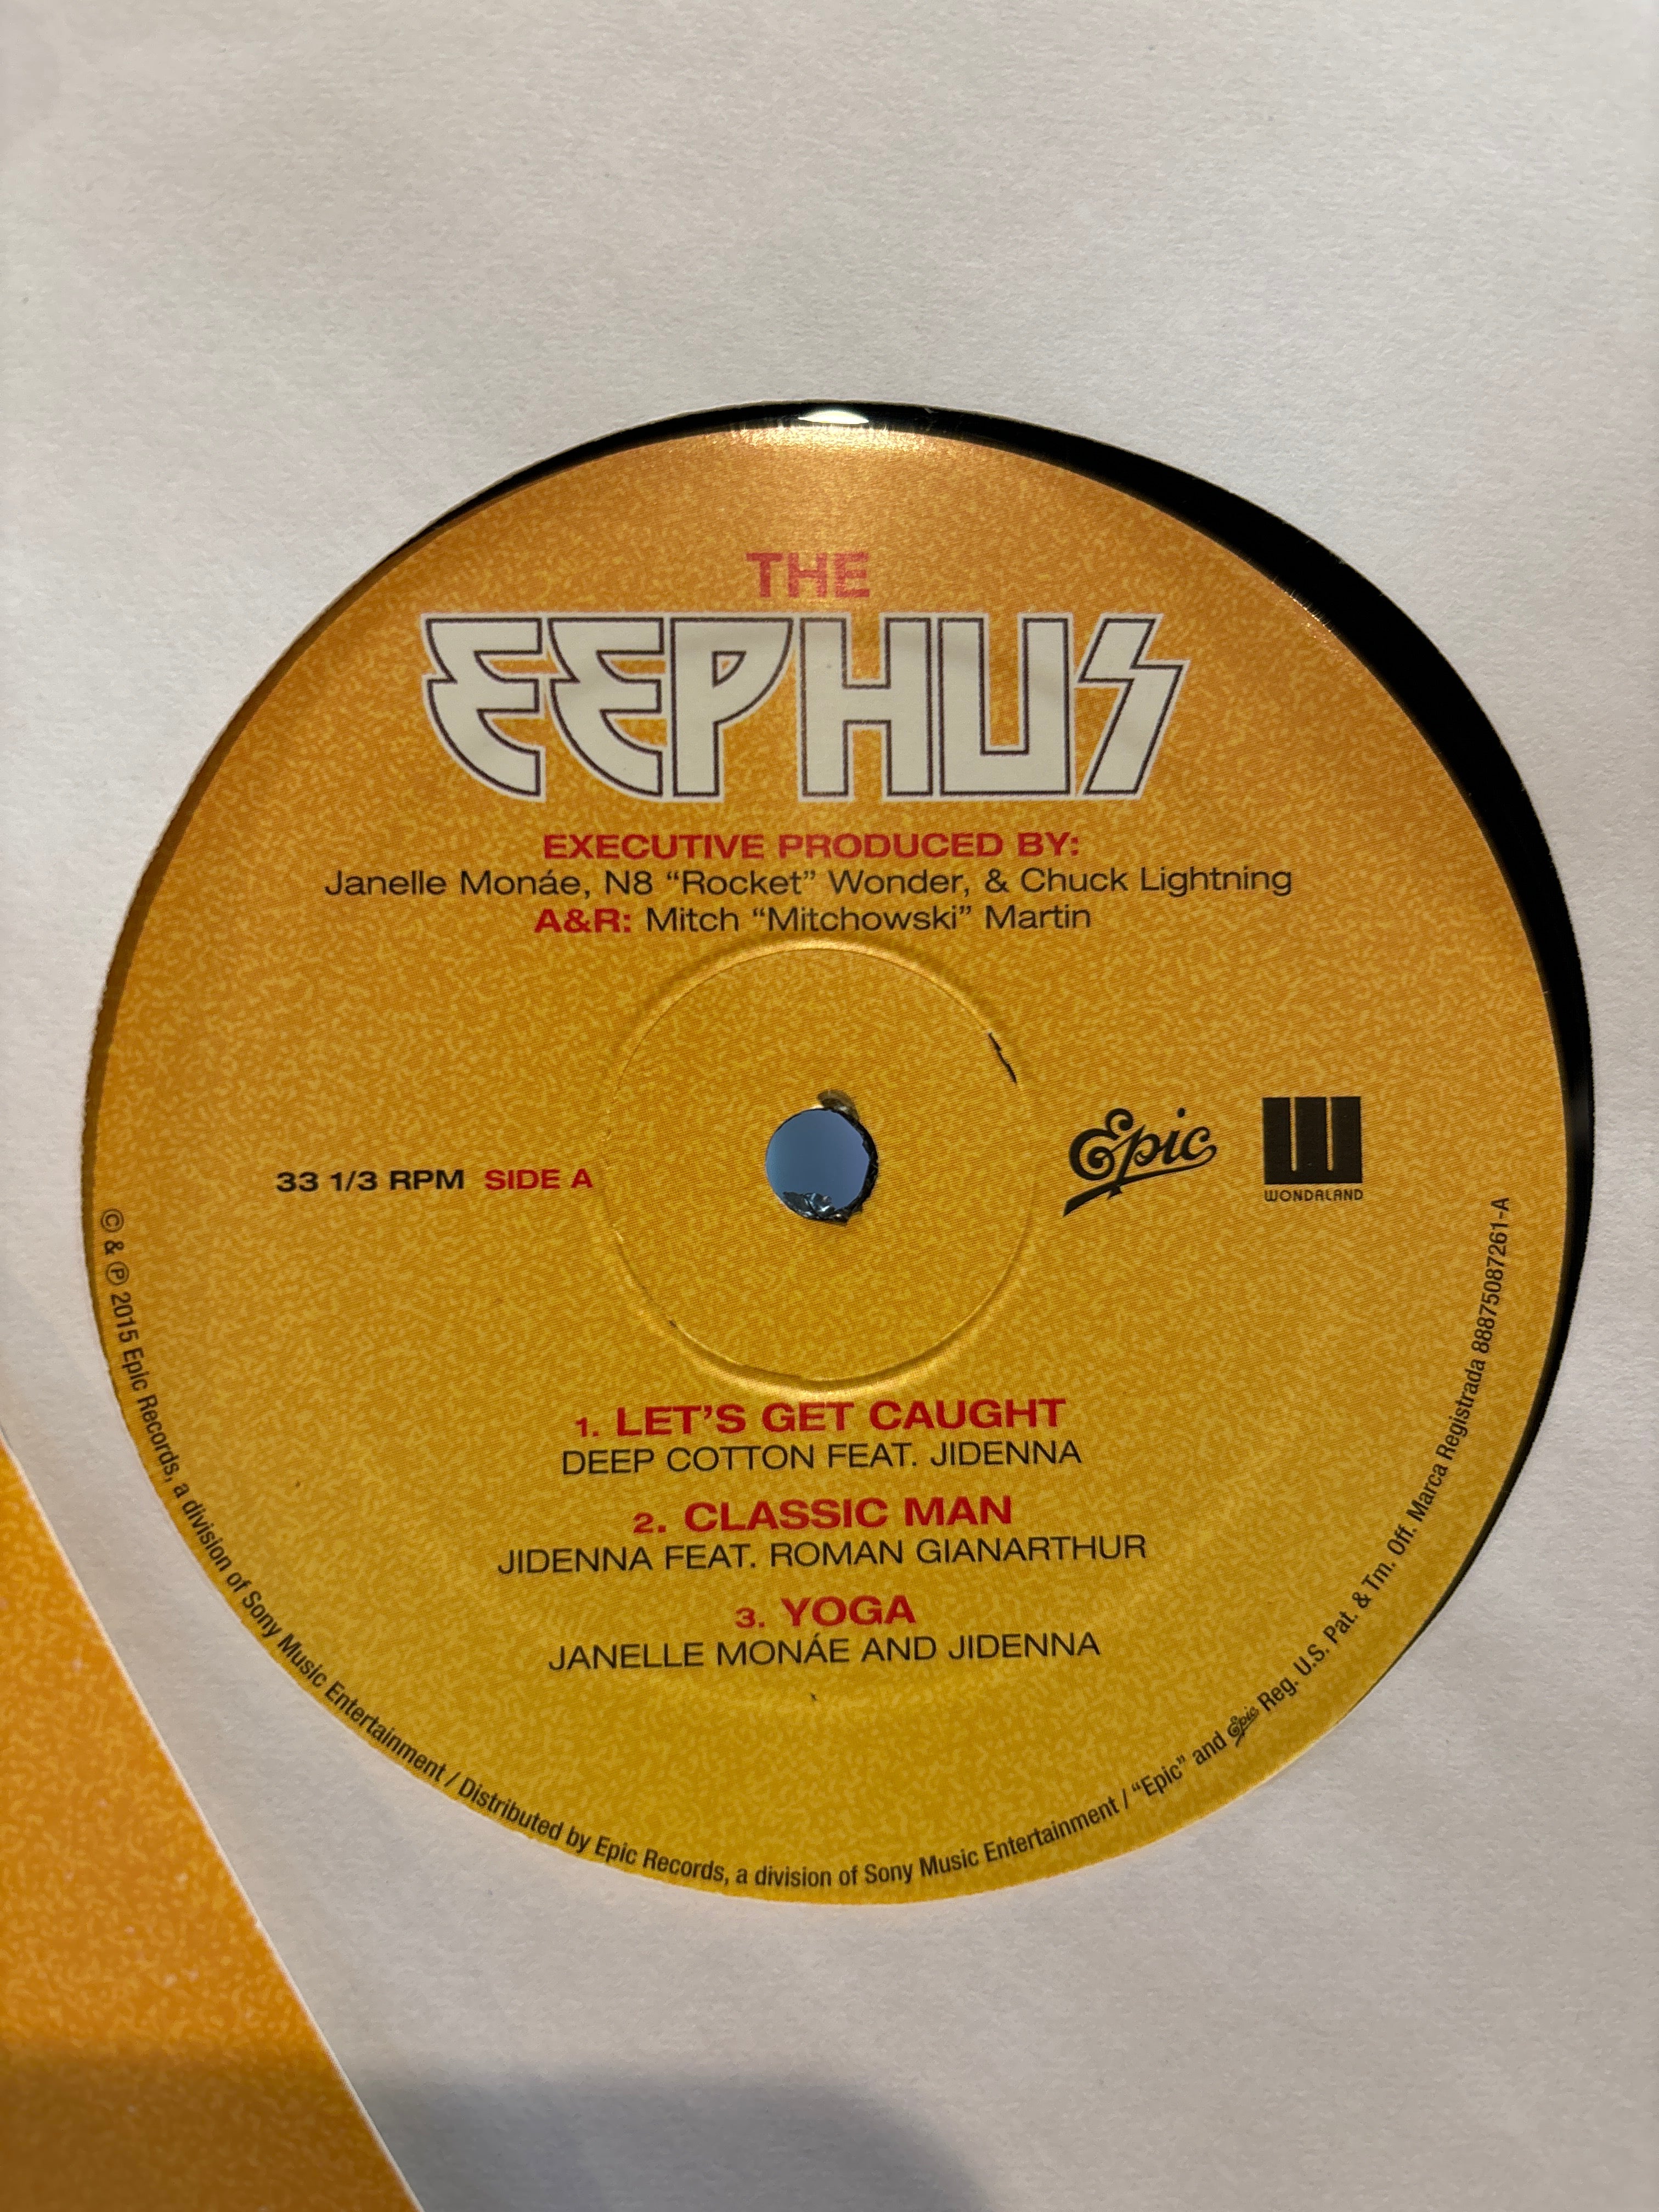 THE
EEPHUS
EXECUTIVE PRODUCED BY:
Janelle Monáe, N8 “Rocket” Wonder, & Chuck Lightning
A&R: Mitch “Mitchowski” Martin
33 1/3 RPM SIDE A
Epic
WONDALAND
1. LET’S GET CAUGHT
DEEP COTTON FEAT. JIDENNA
2. CLASSIC MAN
JIDENNA FEAT. ROMAN GIANARTHUR
3. YOGA
JANELLE MONÁE AND JIDENNA
© & ℗ 2015 Epic Records, a division of Sony Music Entertainment / Distributed by Epic Records, a division of Sony Music Entertainment / “Epic” and Epic Reg. U.S. Pat. & Tm. Off. Marca Registrada 88875087261-A